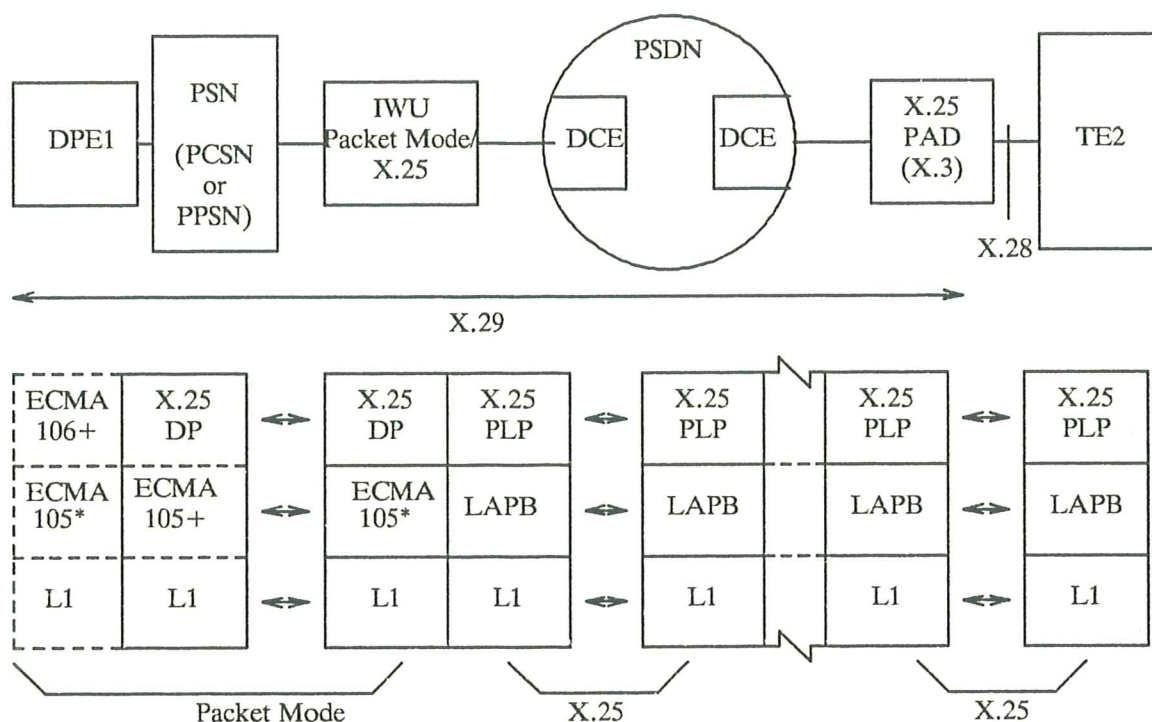 DPE1
PSN
(PCSN
or
PPSN)
IWU
Packet Mode/
X.25
PSDN
DCE
DCE
X.25
PAD
(X.3)
TE2
X.28
X.29
ECMA
106+
X.25
DP
X.25
DP
X.25
PLP
X.25
PLP
X.25
PLP
X.25
PLP
ECMA
105*
ECMA
105+
ECMA
105*
LAPB
LAPB
LAPB
LAPB
L1
L1
L1
L1
L1
L1
L1
Packet Mode
X.25
X.25